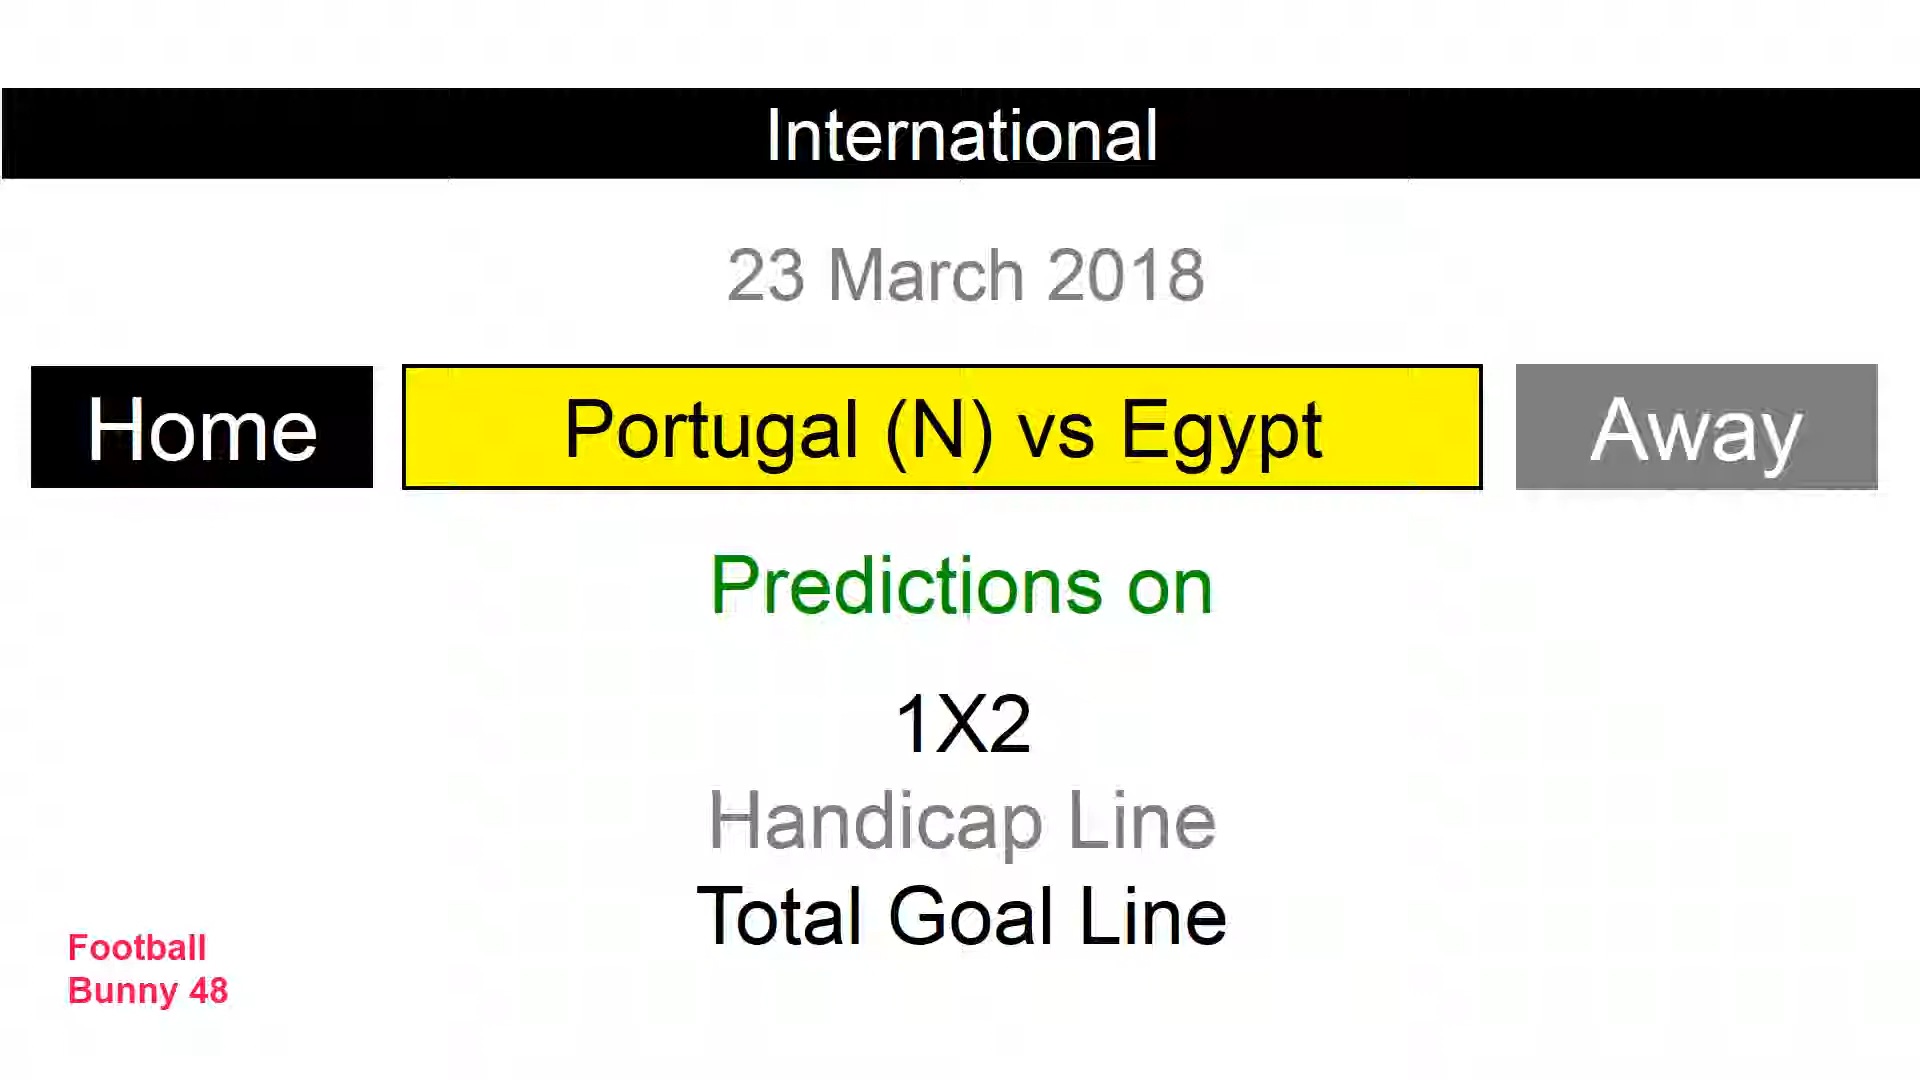 International
23 March 2018
Home
Portugal (N) vs Egypt
Away
Predictions on
1X2
Handicap Line
Total Goal Line
Football
Bunny 48